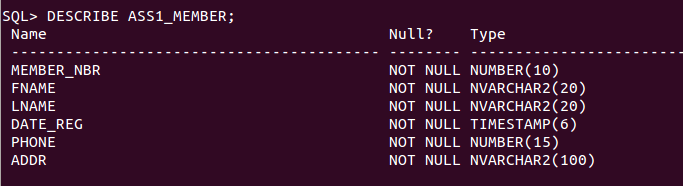 SQL> DESCRIBE ASS1_MEMBER;
Name Null? Type
----------------------------------------- -------- ------------------------
MEMBER_NBR NOT NULL NUMBER(10)
FNAME NOT NULL NVARCHAR2(20)
LNAME NOT NULL NVARCHAR2(20)
DATE_REG NOT NULL TIMESTAMP(6)
PHONE NOT NULL NUMBER(15)
ADDR NOT NULL NVARCHAR2(100)